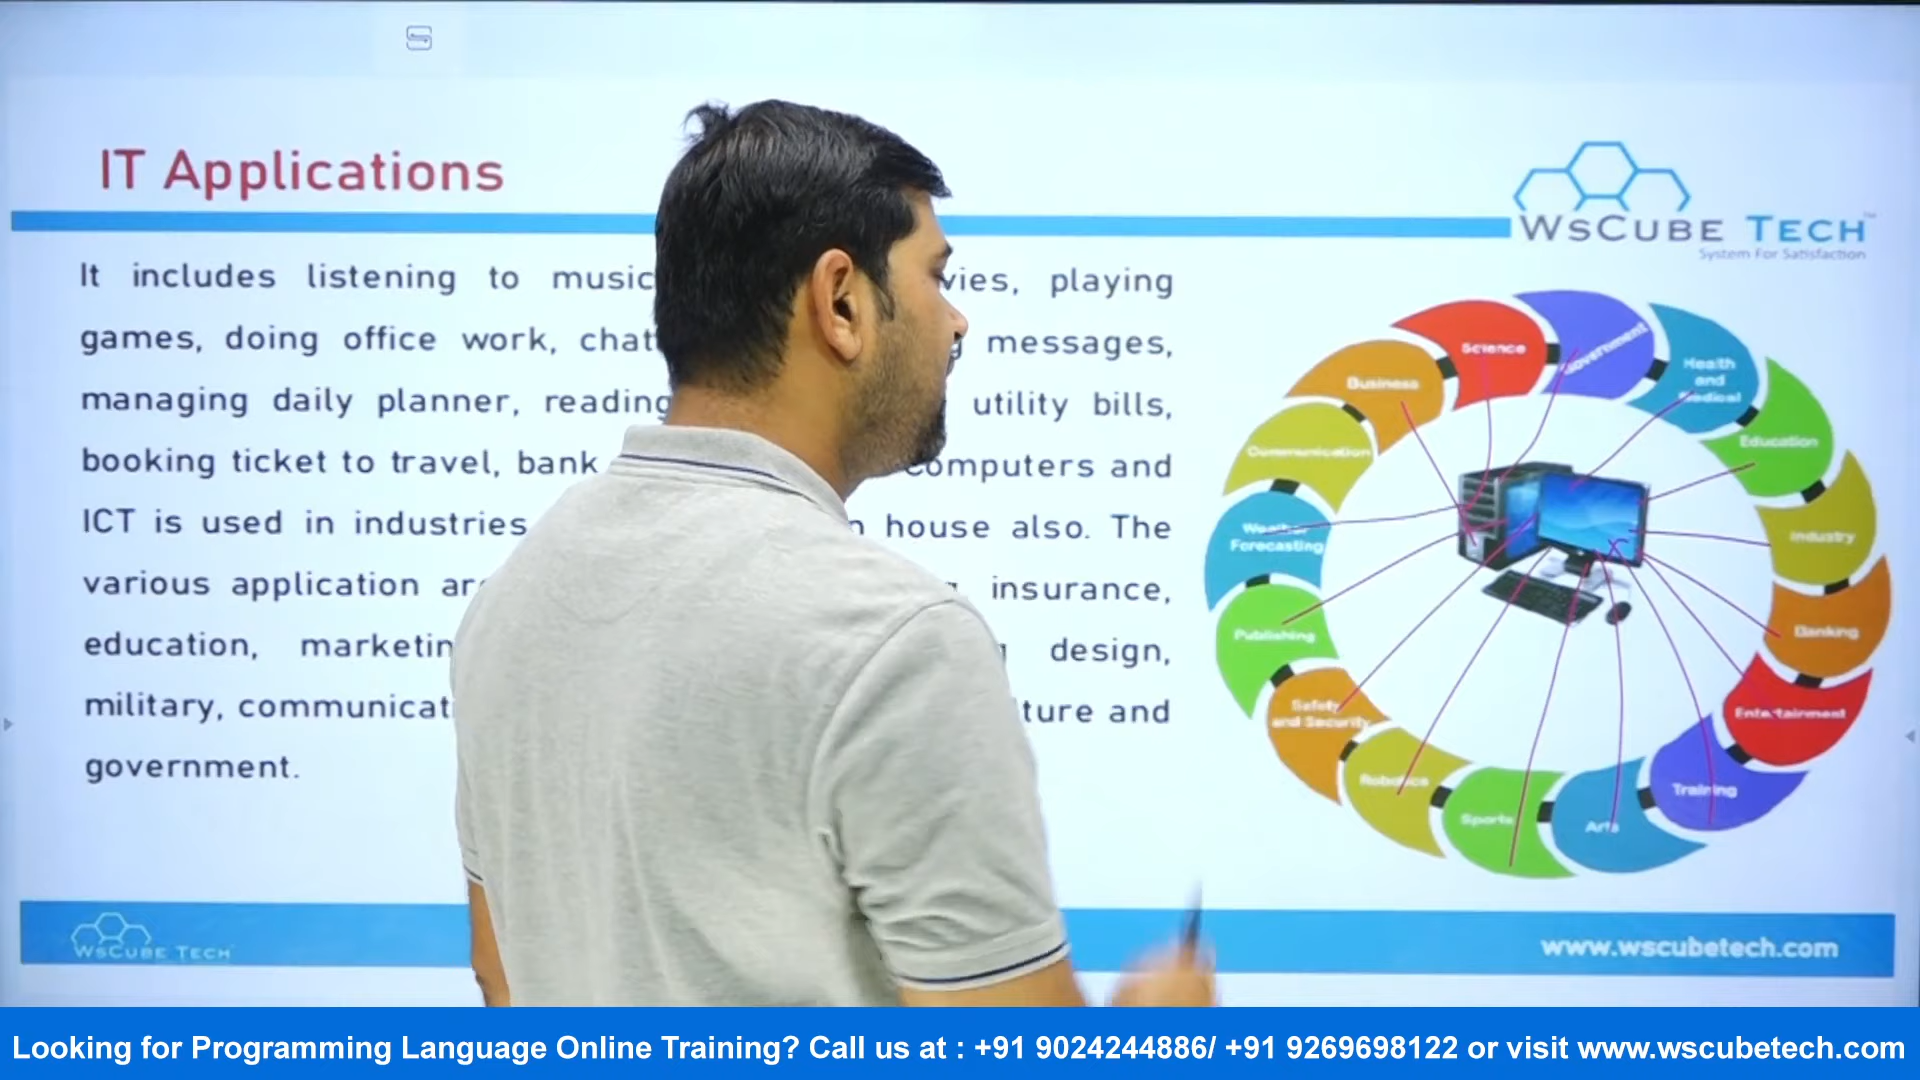 IT Applications
WsCube Tech
System For Satisfaction
It includes listening to music vies, playing
games, doing office work, chat messages,
managing daily planner, reading utility bills,
booking ticket to travel, bank computers and
ICT is used in industries house also. The
various application insurance,
education, marketin design,
military, communicat ture and
government.
Science
Government
Health
and
Medical
Education
Industry
Banking
Entertainment
Training
Arts
Sports
Robotics
Safety
and Security
Publishing
Weather
Forecasting
Communication
Business
WsCube Tech
www.wscubetech.com
Looking for Programming Language Online Training? Call us at : +91 9024244886/ +91 9269698122 or visit www.wscubetech.com